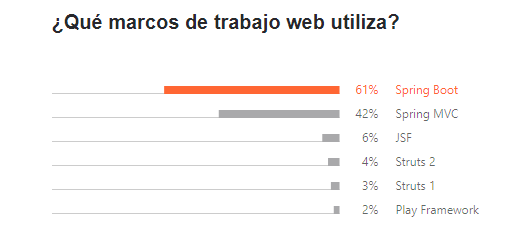 ¿Qué marcos de trabajo web utiliza?
61% Spring Boot
42% Spring MVC
6% JSF
4% Struts 2
3% Struts 1
2% Play Framework